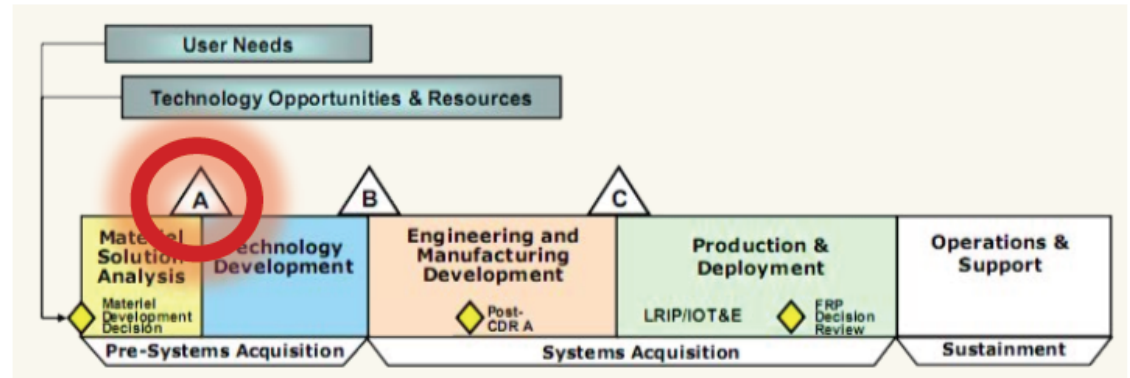 User Needs
Technology Opportunities & Resources
A
B
C
Materiel
Solution
Analysis
Technology
Development
Engineering and
Manufacturing
Development
Production &
Deployment
Operations &
Support
Materiel
Development
Decision
Post-
CDR A
LRIP/IOT&E
FRP
Decision
Review
Pre-Systems Acquisition
Systems Acquisition
Sustainment